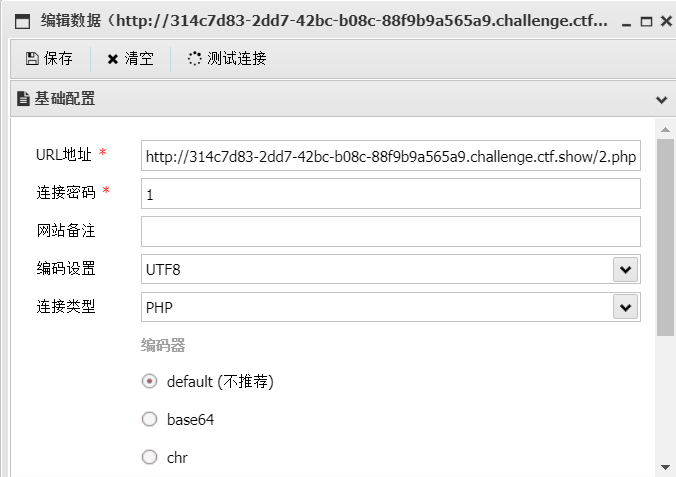 编辑数据（http://314c7d83-2dd7-42bc-b08c-88f9b9a565a9.challenge.ctf...
保存 清空 测试连接
基础配置
URL地址 * http://314c7d83-2dd7-42bc-b08c-88f9b9a565a9.challenge.ctf.show/2.php
连接密码 * 1
网站备注
编码设置 UTF8
连接类型 PHP
编码器
default (不推荐)
base64
chr